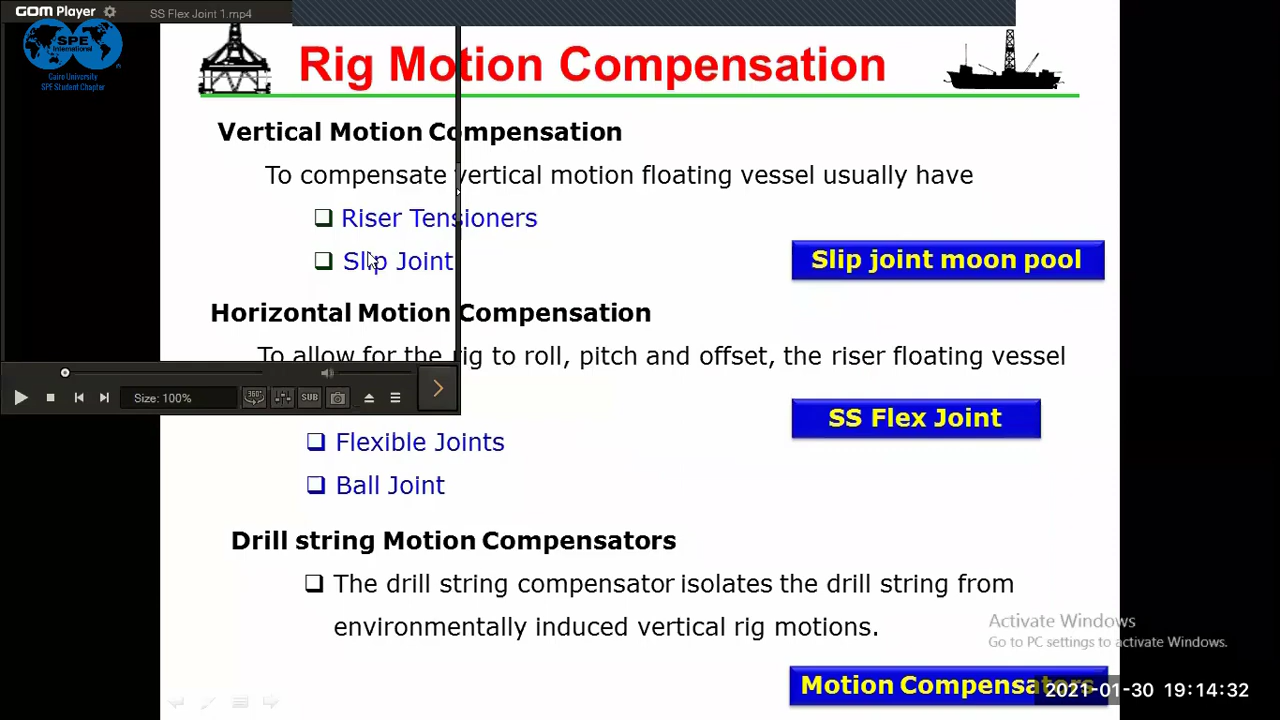 GOM Player
SS Flex Joint 1.mp4
SPE
International
Cairo University
SPE Student Chapter
Rig Motion Compensation
Vertical Motion Compensation
To compensate vertical motion floating vessel usually have
Riser Tensioners
Slip Joint
Slip joint moon pool
Horizontal Motion Compensation
To allow for the rig to roll, pitch and offset, the riser floating vessel
Size: 100%
360°
SUB
SS Flex Joint
Flexible Joints
Ball Joint
Drill string Motion Compensators
The drill string compensator isolates the drill string from
environmentally induced vertical rig motions.
Activate Windows
Go to PC settings to activate Windows.
Motion Compensators
2021-01-30 19:14:32